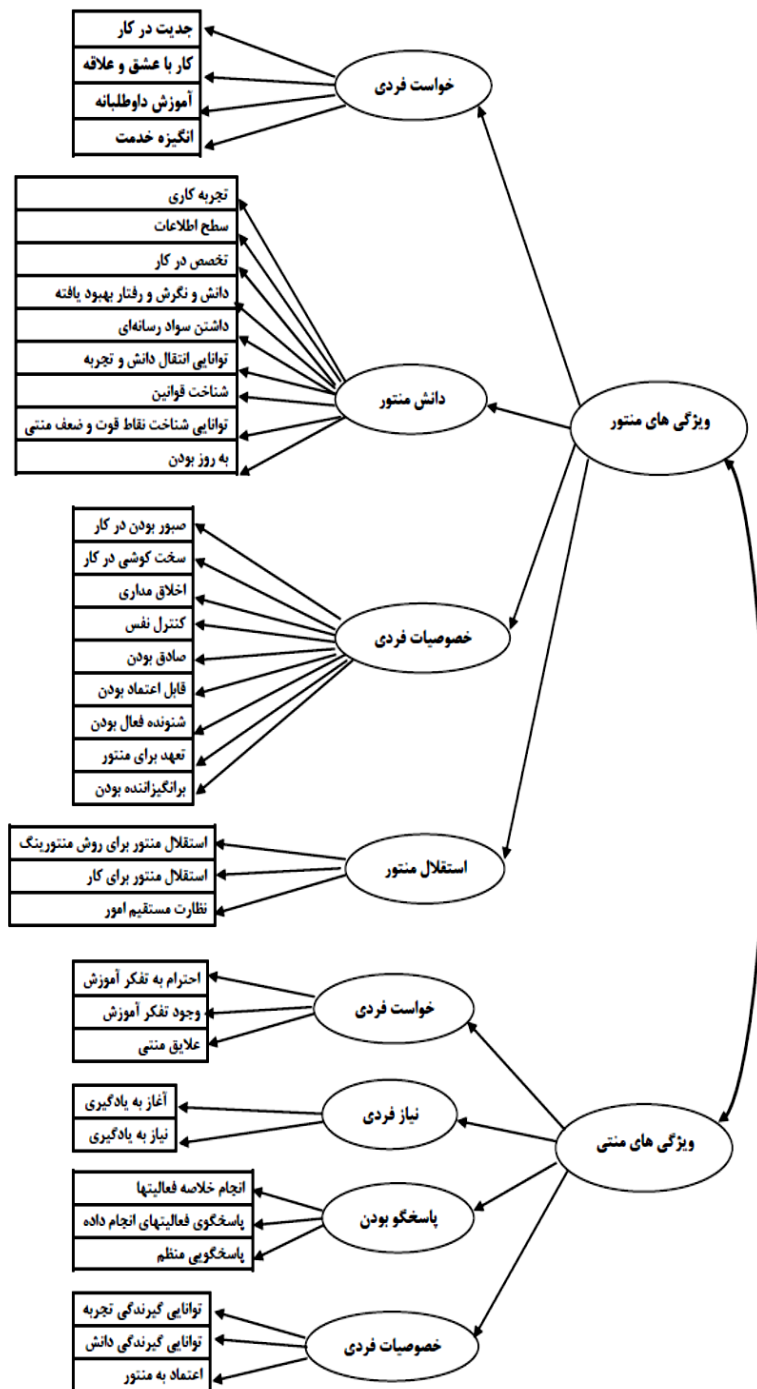 ویژگی های منتور
خواست فردی
جدیت در کار
کار با عشق و علاقه
آموزش داوطلبانه
انگیزه خدمت
دانش منتور
تجربه کاری
سطح اطلاعات
تخصص در کار
دانش و نگرش و رفتار بهبود یافته
داشتن سواد رسانه‌ای
توانایی انتقال دانش و تجربه
شناخت قوانین
توانایی شناخت نقاط قوت و ضعف منتی
به روز بودن
خصوصیات فردی
صبور بودن در کار
سخت کوشی در کار
اخلاق مداری
کنترل نفس
صادق بودن
قابل اعتماد بودن
شنونده فعال بودن
تعهد برای منتور
برانگیزاننده بودن
استقلال منتور
استقلال منتور برای روش منتورینگ
استقلال منتور برای کار
نظارت مستقیم امور
ویژگی های منتی
خواست فردی
احترام به تفکر آموزش
وجود تفکر آموزش
علایق منتی
نیاز فردی
آغاز به یادگیری
نیاز به یادگیری
پاسخگو بودن
انجام خلاصه فعالیتها
پاسخگوی فعالیتهای انجام داده
پاسخگویی منظم
خصوصیات فردی
توانایی گیرندگی تجربه
توانایی گیرندگی دانش
اعتماد به منتور